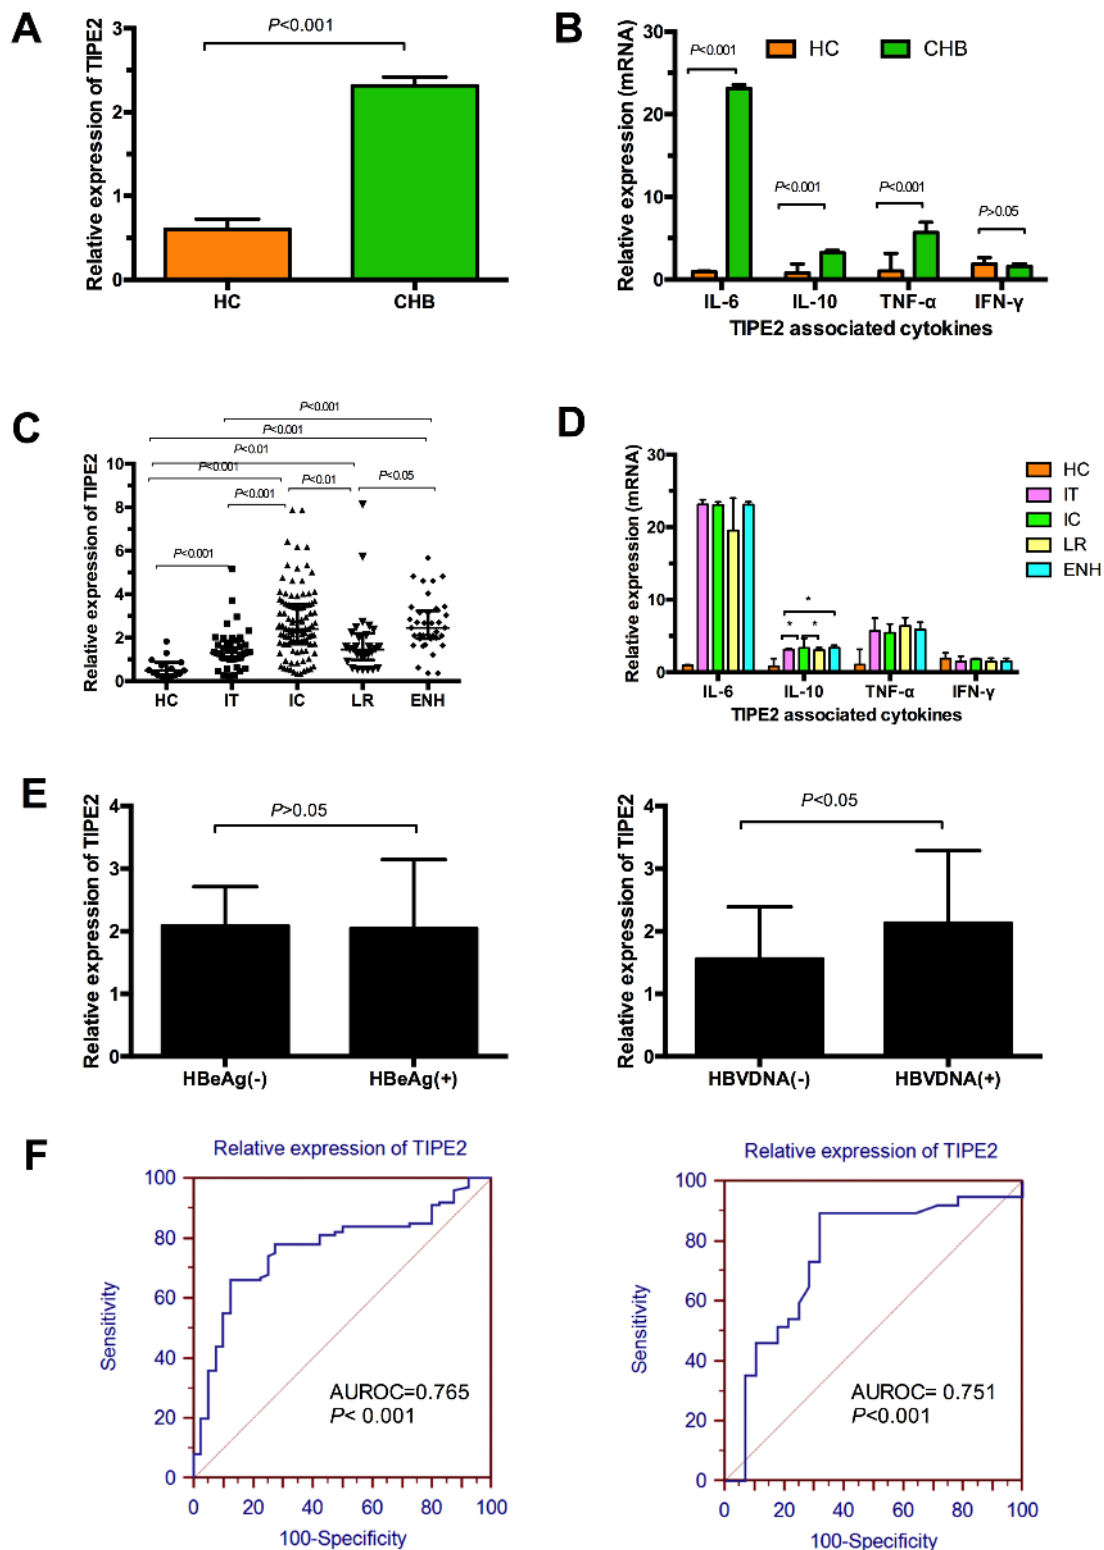 A
P<0.001
Relative expression of TIPE2
3
2
1
0
HC
CHB
B
HC
CHB
P<0.001
P<0.001
P<0.001
P>0.05
Relative expression (mRNA)
30
20
10
0
IL-6
IL-10
TNF-α
IFN-γ
TIPE2 associated cytokines
C
P<0.001
P<0.001
P<0.01
P<0.001
P<0.01
P<0.05
P<0.001
P<0.001
Relative expression of TIPE2
10
8
6
4
2
0
HC
IT
IC
LR
ENH
D
Relative expression (mRNA)
30
20
10
0
*
*
*
IL-6
IL-10
TNF-α
IFN-γ
TIPE2 associated cytokines
HC
IT
IC
LR
ENH
E
P>0.05
Relative expression of TIPE2
4
3
2
1
0
HBeAg(-)
HBeAg(+)
P<0.05
Relative expression of TIPE2
4
3
2
1
0
HBVDNA(-)
HBVDNA(+)
F
Relative expression of TIPE2
100
80
60
40
20
0
Sensitivity
AUROC=0.765
P< 0.001
0 20 40 60 80 100
100-Specificity
Relative expression of TIPE2
100
80
60
40
20
0
Sensitivity
AUROC= 0.751
P<0.001
0 20 40 60 80 100
100-Specificity